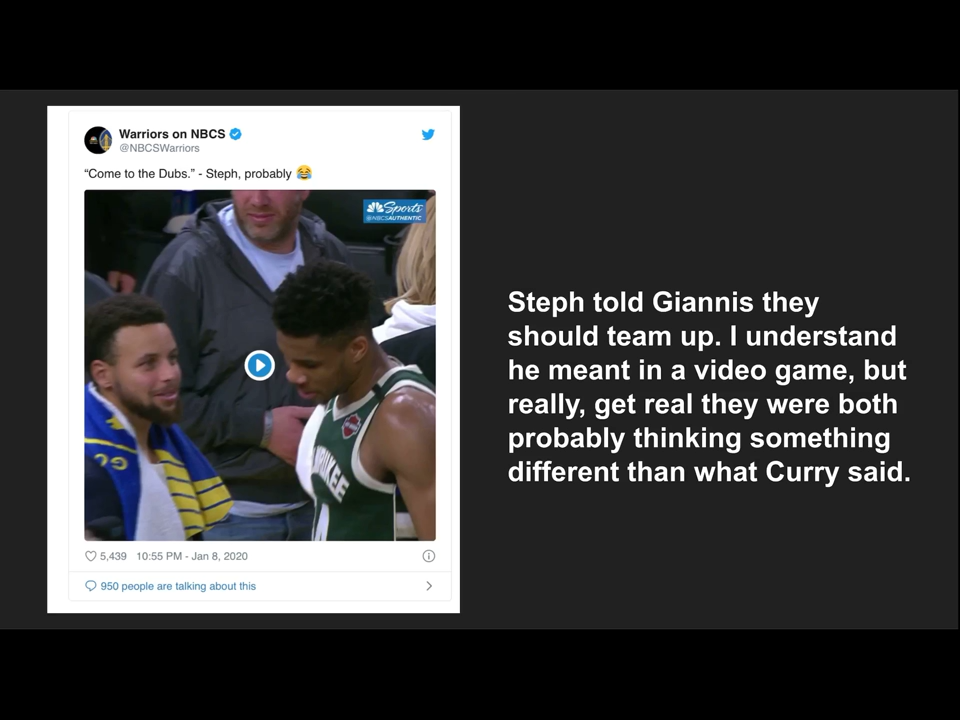 Warriors on NBCS
@NBCSWarriors
“Come to the Dubs.” - Steph, probably 😂
NBC Sports
@NBCSAUTHENTIC
5,439 10:55 PM - Jan 8, 2020
950 people are talking about this
Steph told Giannis they
should team up. I understand
he meant in a video game, but
really, get real they were both
probably thinking something
different than what Curry said.